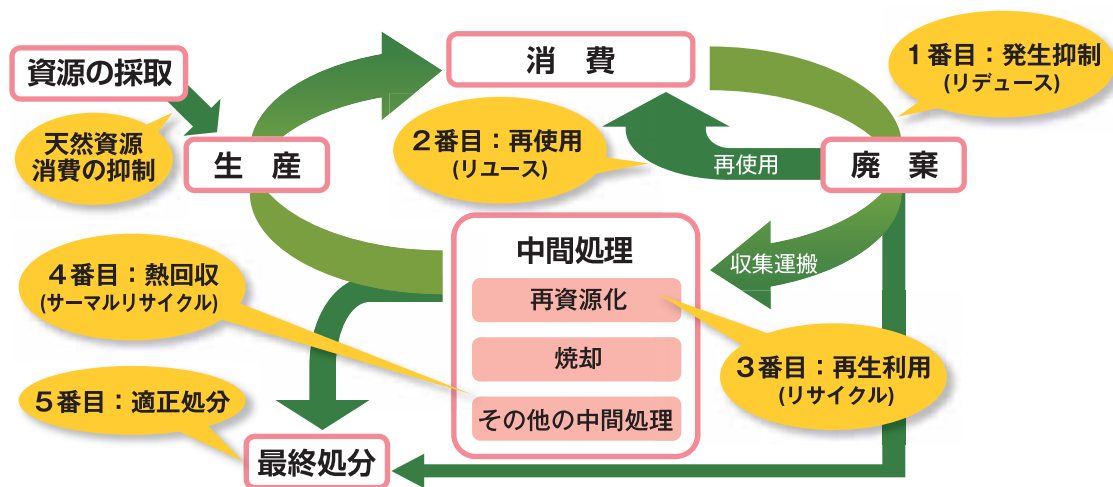 資源の採取
天然資源
消費の抑制
生　産
消　費
1番目：発生抑制
(リデュース)
2番目：再使用
(リユース)
再使用
廃　棄
収集運搬
中間処理
再資源化
焼却
その他の中間処理
3番目：再生利用
(リサイクル)
4番目：熱回収
(サーマルリサイクル)
5番目：適正処分
最終処分